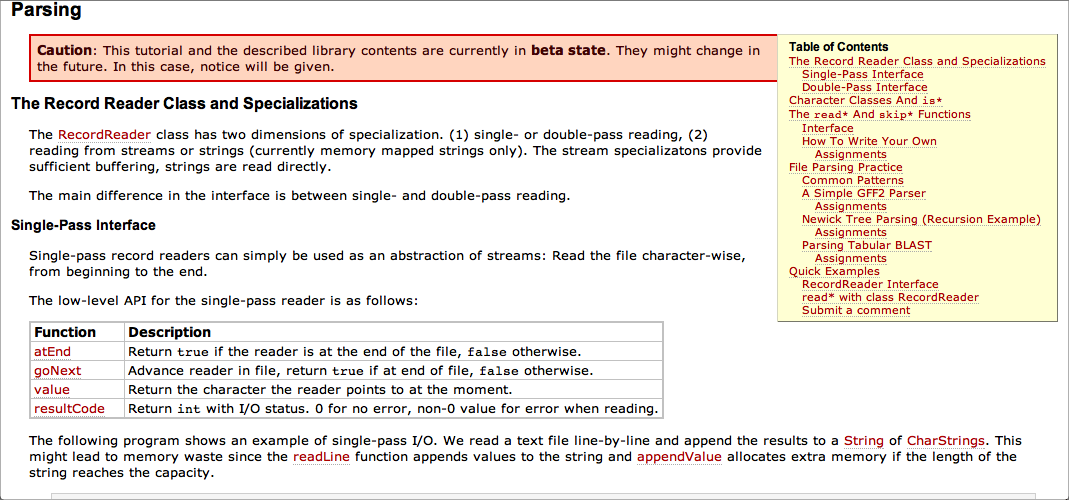 Parsing
Caution: This tutorial and the described library contents are currently in beta state. They might change in
the future. In this case, notice will be given.
Table of Contents
The Record Reader Class and Specializations
Single-Pass Interface
Double-Pass Interface
Character Classes And is*
The read* And skip* Functions
Interface
How To Write Your Own
Assignments
File Parsing Practice
Common Patterns
A Simple GFF2 Parser
Assignments
Newick Tree Parsing (Recursion Example)
Assignments
Parsing Tabular BLAST
Assignments
Quick Examples
RecordReader Interface
read* with class RecordReader
Submit a comment
The Record Reader Class and Specializations
The RecordReader class has two dimensions of specialization. (1) single- or double-pass reading, (2)
reading from streams or strings (currently memory mapped strings only). The stream specializatons provide
sufficient buffering, strings are read directly.
The main difference in the interface is between single- and double-pass reading.
Single-Pass Interface
Single-pass record readers can simply be used as an abstraction of streams: Read the file character-wise,
from beginning to the end.
The low-level API for the single-pass reader is as follows:
Function Description
atEnd Return true if the reader is at the end of the file, false otherwise.
goNext Advance reader in file, return true if at end of file, false otherwise.
value Return the character the reader points to at the moment.
resultCode Return int with I/O status. 0 for no error, non-0 value for error when reading.
The following program shows an example of single-pass I/O. We read a text file line-by-line and append the results to a String of CharStrings. This
might lead to memory waste since the readLine function appends values to the string and appendValue allocates extra memory if the length of the
string reaches the capacity.